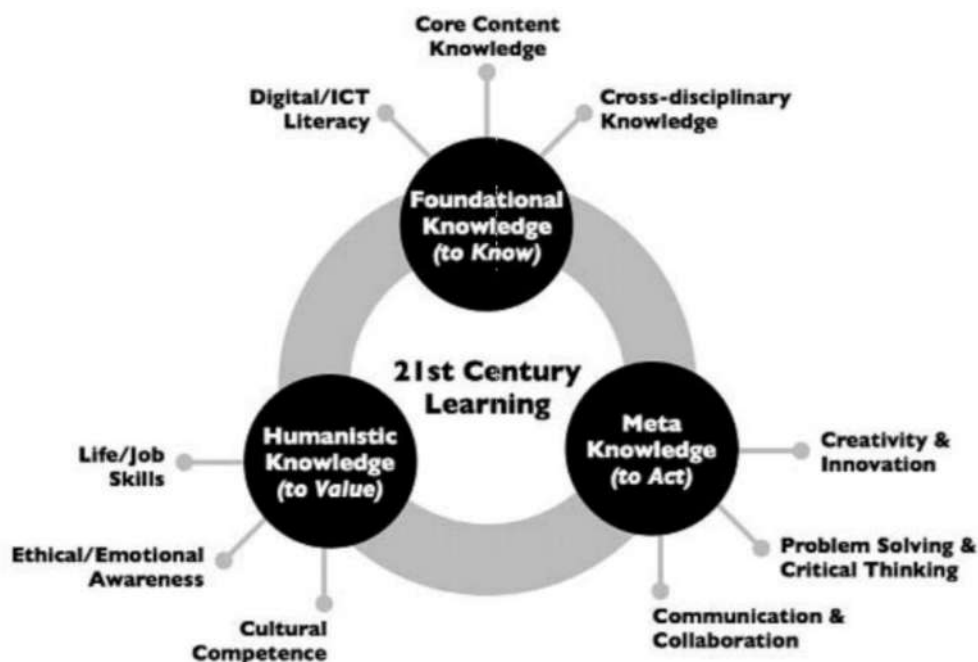 Core Content
Knowledge
Digital/ICT
Literacy
Cross-disciplinary
Knowledge
Foundational
Knowledge
(to Know)
21st Century
Learning
Humanistic
Knowledge
(to Value)
Meta
Knowledge
(to Act)
Life/Job
Skills
Ethical/Emotional
Awareness
Cultural
Competence
Creativity &
Innovation
Problem Solving &
Critical Thinking
Communication &
Collaboration